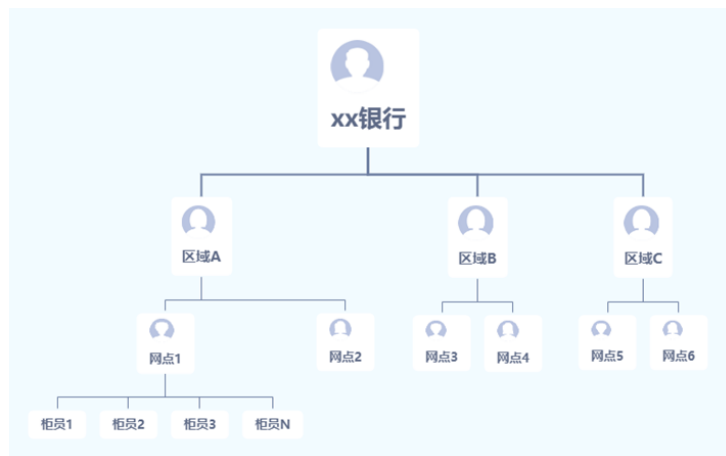 xx银行
区域A
区域B
区域C
网点1
网点2
网点3
网点4
网点5
网点6
柜员1
柜员2
柜员3
柜员N